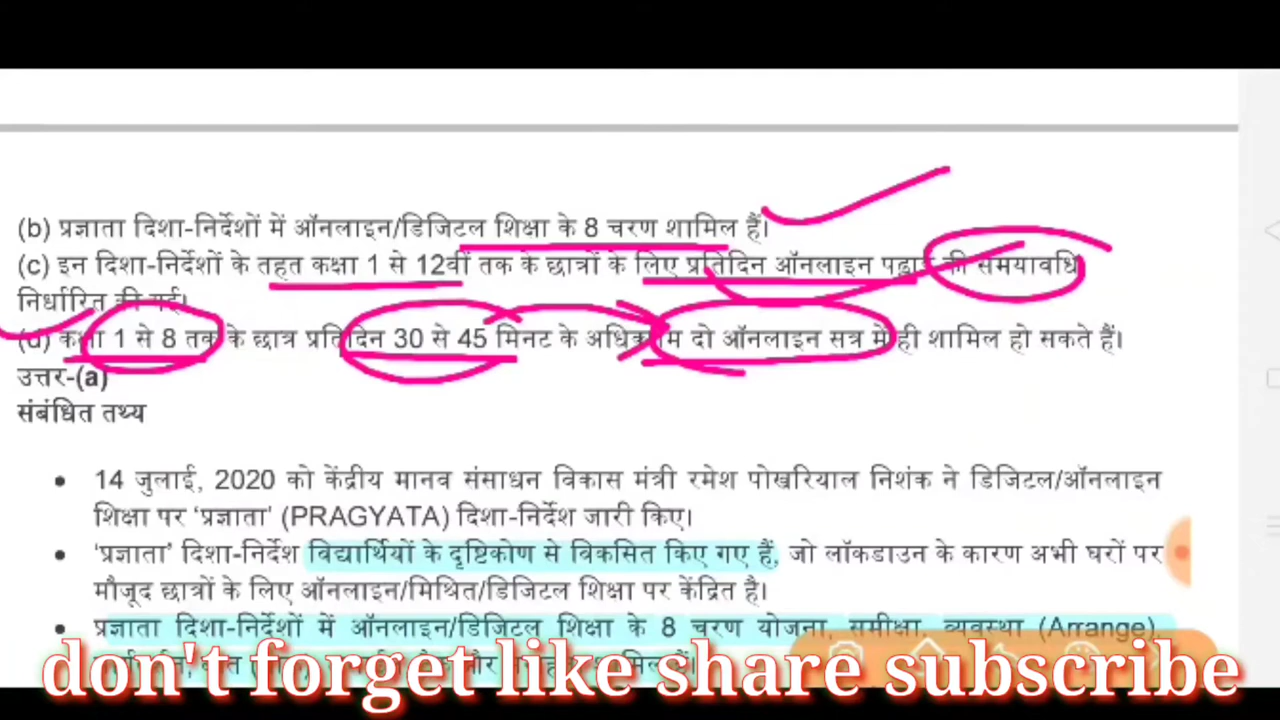 (b) प्रज्ञाता दिशा-निर्देशों में ऑनलाइन/डिजिटल शिक्षा के 8 चरण शामिल हैं।
(c) इन दिशा-निर्देशों के तहत कक्षा 1 से 12वीं तक के छात्रों के लिए प्रतिदिन ऑनलाइन पढ़ाई की समयावधि
निर्धारित की गई।
(d) कक्षा 1 से 8 तक के छात्र प्रतिदिन 30 से 45 मिनट के अधिकतम दो ऑनलाइन सत्र में ही शामिल हो सकते हैं।
उत्तर-(a)
संबंधित तथ्य
• 14 जुलाई, 2020 को केंद्रीय मानव संसाधन विकास मंत्री रमेश पोखरियाल निशंक ने डिजिटल/ऑनलाइन
शिक्षा पर ‘प्रज्ञाता’ (PRAGYATA) दिशा-निर्देश जारी किए।
• ‘प्रज्ञाता’ दिशा-निर्देश विद्यार्थियों के दृष्टिकोण से विकसित किए गए हैं, जो लॉकडाउन के कारण अभी घरों पर
मौजूद छात्रों के लिए ऑनलाइन/मिथित/डिजिटल शिक्षा पर केंद्रित है।
• प्रज्ञाता दिशा-निर्देशों में ऑनलाइन/डिजिटल शिक्षा के 8 चरण योजना, समीक्षा, व्यवस्था (Arrange),
don't forget like share subscribe